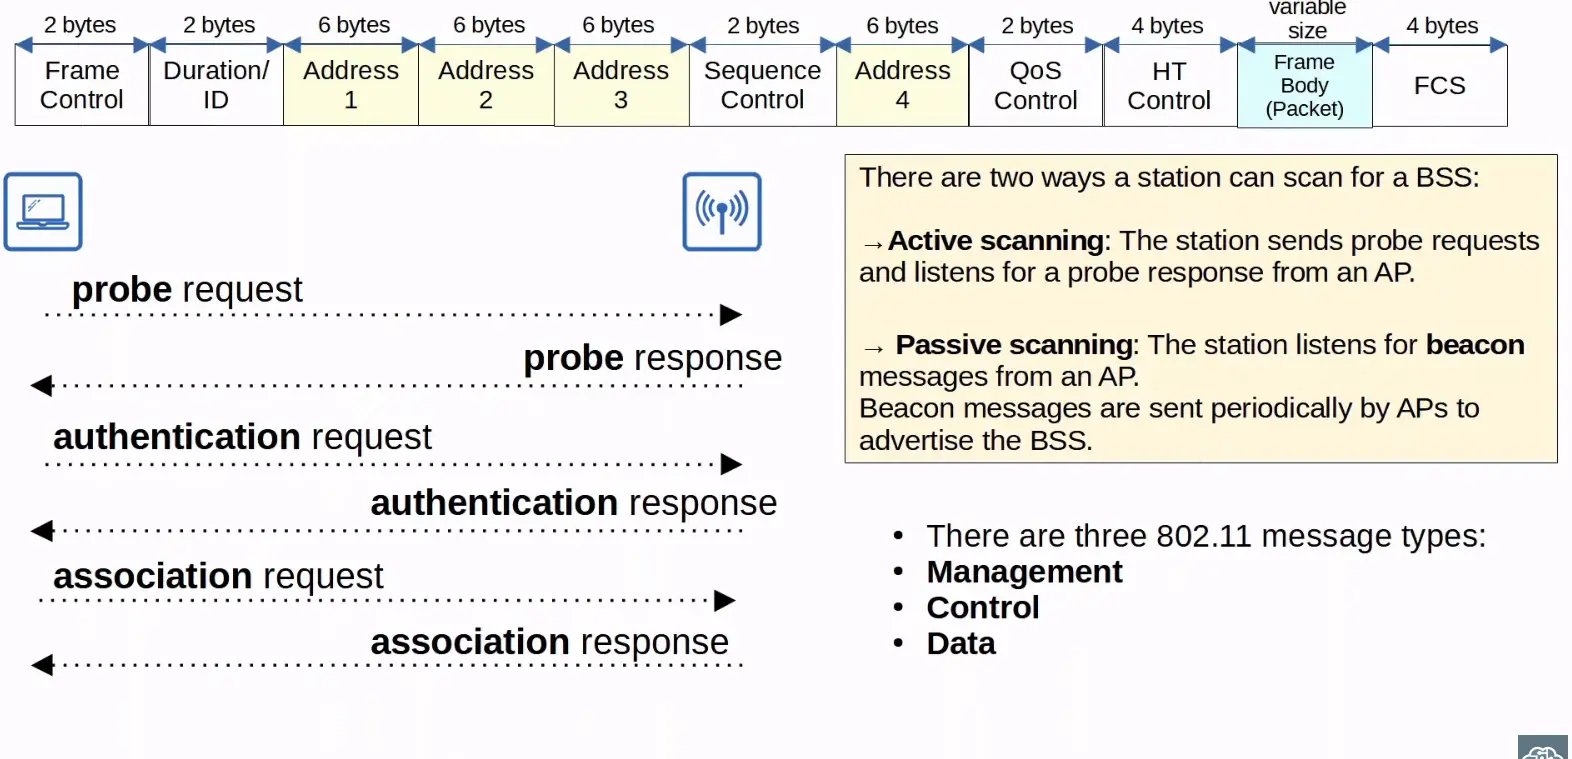 2 bytes 2 bytes 6 bytes 6 bytes 6 bytes 2 bytes 6 bytes 2 bytes 4 bytes variable size 4 bytes
Frame Control
Duration/ ID
Address 1
Address 2
Address 3
Sequence Control
Address 4
QoS Control
HT Control
Frame Body (Packet)
FCS
probe request
probe response
authentication request
authentication response
association request
association response
There are two ways a station can scan for a BSS:
→Active scanning: The station sends probe requests
and listens for a probe response from an AP.
→ Passive scanning: The station listens for beacon
messages from an AP.
Beacon messages are sent periodically by APs to
advertise the BSS.
• There are three 802.11 message types:
• Management
• Control
• Data